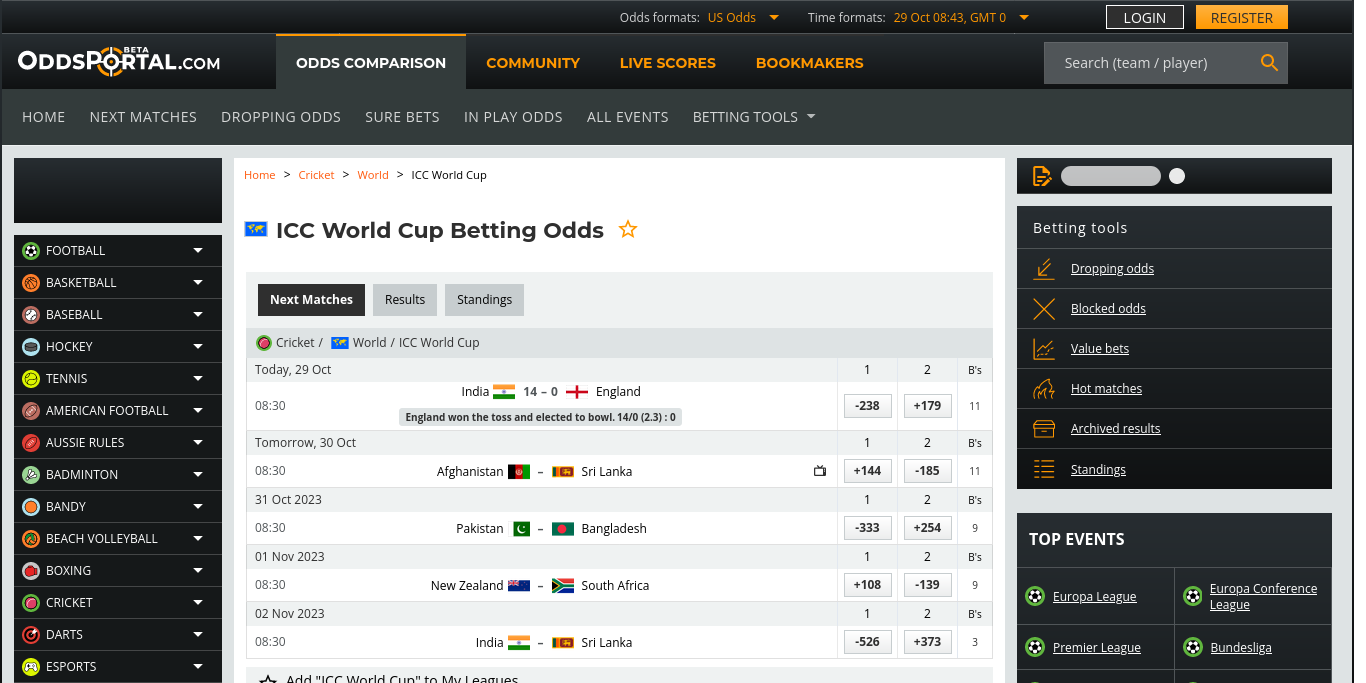 Odds formats: US Odds Time formats: 29 Oct 08:43, GMT 0 LOGIN REGISTER
ODDSPORTAL.COM BETA ODDS COMPARISON COMMUNITY LIVE SCORES BOOKMAKERS Search (team / player)
HOME NEXT MATCHES DROPPING ODDS SURE BETS IN PLAY ODDS ALL EVENTS BETTING TOOLS
FOOTBALL
BASKETBALL
BASEBALL
HOCKEY
TENNIS
AMERICAN FOOTBALL
AUSSIE RULES
BADMINTON
BANDY
BEACH VOLLEYBALL
BOXING
CRICKET
DARTS
ESPORTS
Home > Cricket > World > ICC World Cup
ICC World Cup Betting Odds
Next Matches Results Standings
Cricket / World / ICC World Cup
Today, 29 Oct 1 2 B's
08:30 India 14 – 0 England -238 +179 11
England won the toss and elected to bowl. 14/0 (2.3) : 0
Tomorrow, 30 Oct 1 2 B's
08:30 Afghanistan – Sri Lanka +144 -185 11
31 Oct 2023 1 2 B's
08:30 Pakistan – Bangladesh -333 +254 9
01 Nov 2023 1 2 B's
08:30 New Zealand – South Africa +108 -139 9
02 Nov 2023 1 2 B's
08:30 India – Sri Lanka -526 +373 3
Add "ICC World Cup" to My Leagues
Betting tools
Dropping odds
Blocked odds
Value bets
Hot matches
Archived results
Standings
TOP EVENTS
Europa League
Europa Conference
League
Premier League
Bundesliga